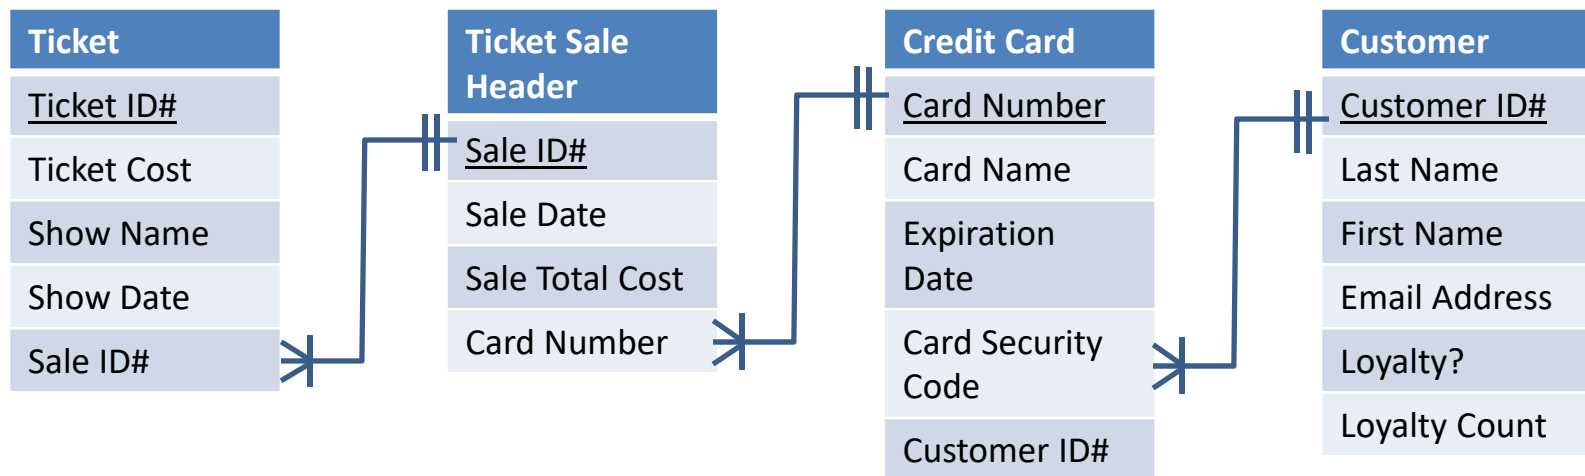 Ticket
Ticket ID#
Ticket Cost
Show Name
Show Date
Sale ID#
Ticket Sale
Header
Sale ID#
Sale Date
Sale Total Cost
Card Number
Credit Card
Card Number
Card Name
Expiration
Date
Card Security
Code
Customer ID#
Customer
Customer ID#
Last Name
First Name
Email Address
Loyalty?
Loyalty Count